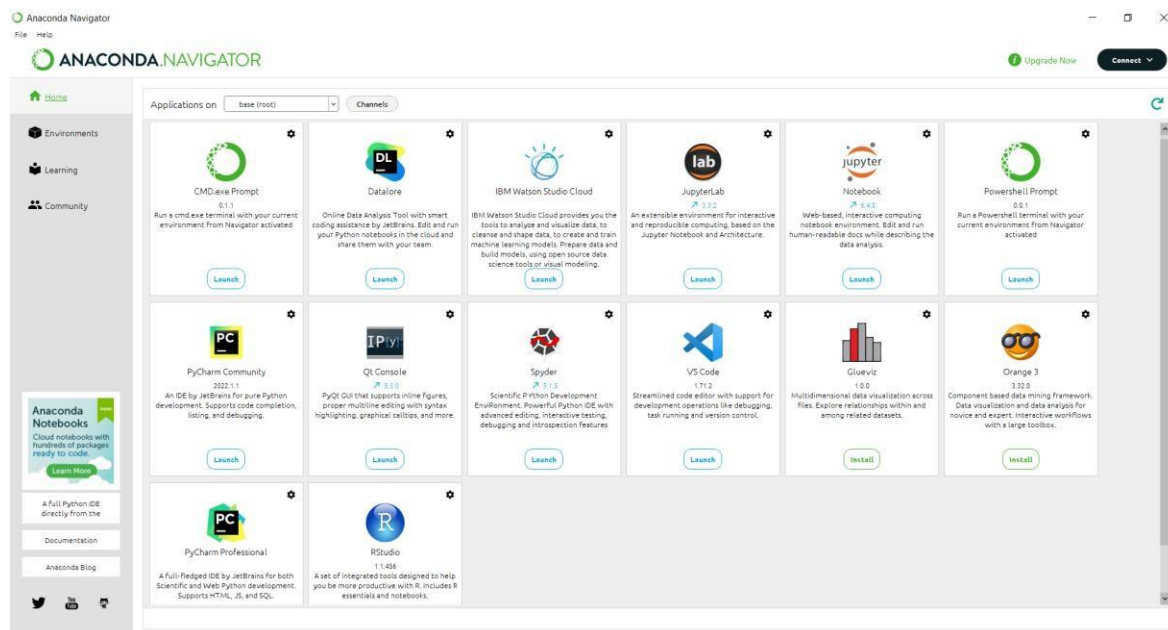 Anaconda Navigator
File Help
ANACONDA.NAVIGATOR
Upgrade Now
Connect
Home
Environments
Learning
Community
Applications on base (root) Channels
CMD.exe Prompt
0.1.1
Run a cmd.exe terminal with your current
environment from Navigator activated
Launch
DL
Datalore
Online Data Analysis Tool with smart
coding assistance by JetBrains. Edit and run
your Python notebooks in the cloud and
share them with your team.
Launch
IBM Watson Studio Cloud
IBM Watson Studio Cloud provides you the
tools to analyze and visualize data, to
cleanse and shape data, to create and train
machine learning models. Prepare data and
build models, using open source data
science tools or visual modeling.
Launch
lab
JupyterLab
3.3.2
An extensible environment for interactive
and reproducible computing, based on the
Jupyter Notebook and Architecture.
Launch
jupyter
Notebook
6.4.8
Web-based, interactive computing
notebook environment. Edit and run
human-readable docs while describing the
data analysis.
Launch
Powershell Prompt
0.0.1
Run a Powershell terminal with your
current environment from Navigator
activated
Launch
PC
PyCharm Community
2022.1.1
An IDE by JetBrains for pure Python
development. Supports code completion,
listing, and debugging.
Launch
IP[y]:
Qt Console
5.3.0
PyQt GUI that supports inline figures,
proper multiline editing with syntax
highlighting, graphical calltips, and more.
Launch
Spyder
5.1.5
Scientific PYthon Development
EnviRonment. Powerful Python IDE with
advanced editing, interactive testing,
debugging and introspection features
Launch
VS Code
1.71.2
Streamlined code editor with support for
development operations like debugging,
task running and version control.
Launch
Glueviz
1.0.0
Multidimensional data visualization across
files. Explore relationships within and
among related datasets.
Install
Orange 3
3.32.0
Component based data mining framework.
Data visualization and data analysis for
novice and expert. Interactive workflows
with a large toolbox.
Install
PC
PyCharm Professional
A full-fledged IDE by JetBrains for both
Scientific and Web Python development.
Supports HTML, JS, and SQL.
R
RStudio
1.1.456
A set of integrated tools designed to help
you be more productive with R. Includes R
essentials and notebooks.
Anaconda
Notebooks
Cloud notebooks with
hundreds of packages
ready to code.
Learn More
A full Python IDE
directly from the
Documentation
Anaconda Blog
You
Tube